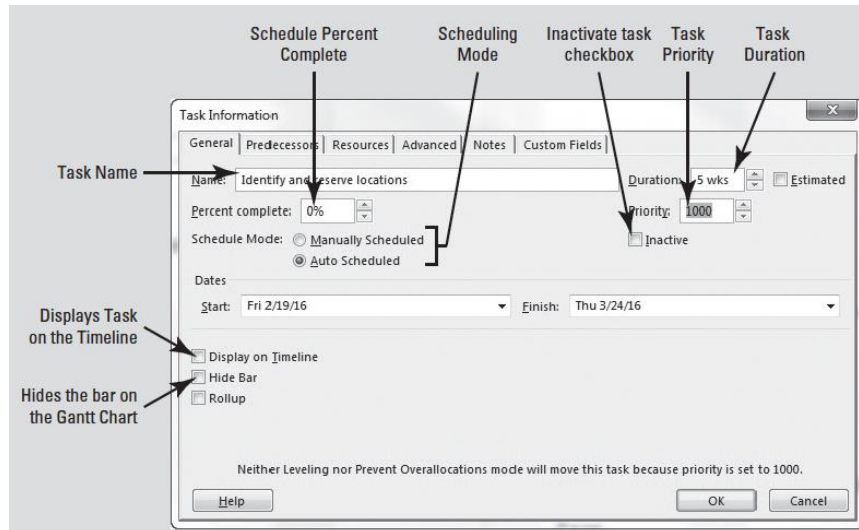 Schedule Percent Complete
Scheduling Mode
Inactivate task checkbox
Task Priority
Task Duration
Task Information
General Predecessors Resources Advanced Notes Custom Fields
Task Name
Name: Identify and reserve locations Duration: 5 wks Estimated
Percent complete: 0% Priority: 1000
Schedule Mode: Manually Scheduled Inactive
Auto Scheduled
Dates
Start: Fri 2/19/16 Finish: Thu 3/24/16
Displays Task on the Timeline
Display on Timeline
Hide Bar
Hides the bar on the Gantt Chart
Rollup
Neither Leveling nor Prevent Overallocations mode will move this task because priority is set to 1000.
Help OK Cancel